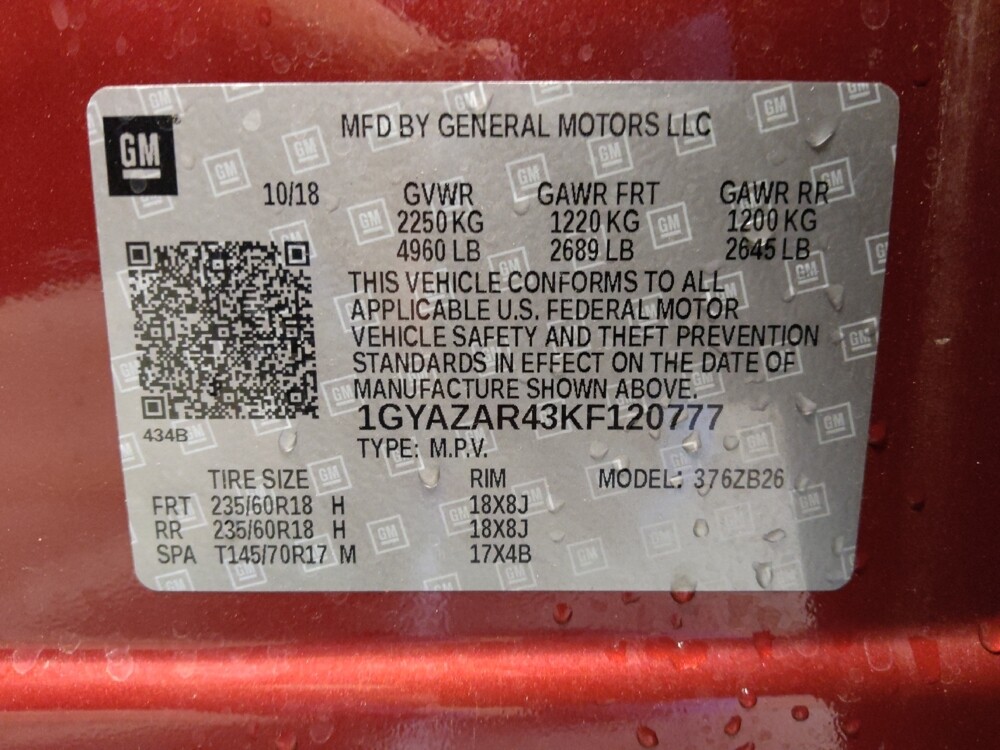 GM
MFD BY GENERAL MOTORS LLC
10/18 GVWR GAWR FRT GAWR RR
2250 KG 1220 KG 1200 KG
4960 LB 2689 LB 2645 LB
THIS VEHICLE CONFORMS TO ALL
APPLICABLE U.S. FEDERAL MOTOR
VEHICLE SAFETY AND THEFT PREVENTION
STANDARDS IN EFFECT ON THE DATE OF
MANUFACTURE SHOWN ABOVE.
1GYAZAR43KF120777
434B
TYPE: M.P.V.
TIRE SIZE RIM MODEL: 376ZB26
FRT 235/60R18 H 18X8J
RR 235/60R18 H 18X8J
SPA T145/70R17 M 17X4B